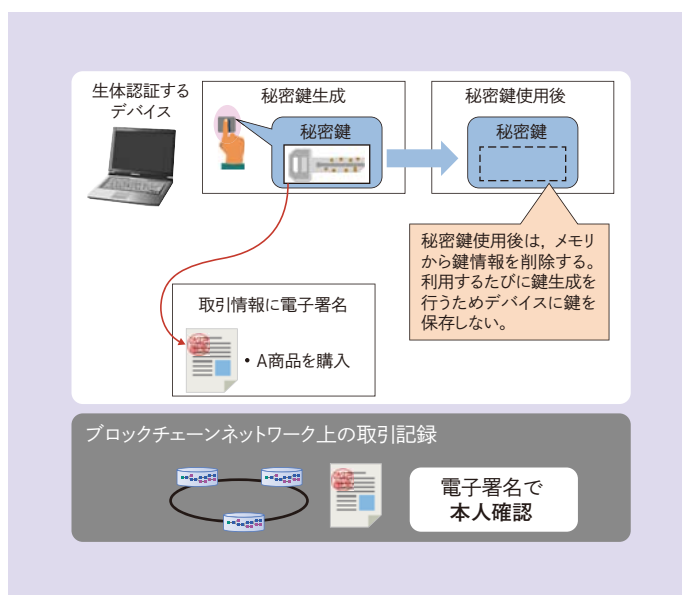 生体認証する
デバイス
秘密鍵生成
秘密鍵
秘密鍵使用後
秘密鍵
秘密鍵使用後は，メモリ
から鍵情報を削除する。
利用するたびに鍵生成を
行うためデバイスに鍵を
保存しない。
取引情報に電子署名
・A商品を購入
ブロックチェーンネットワーク上の取引記録
電子署名で
本人確認